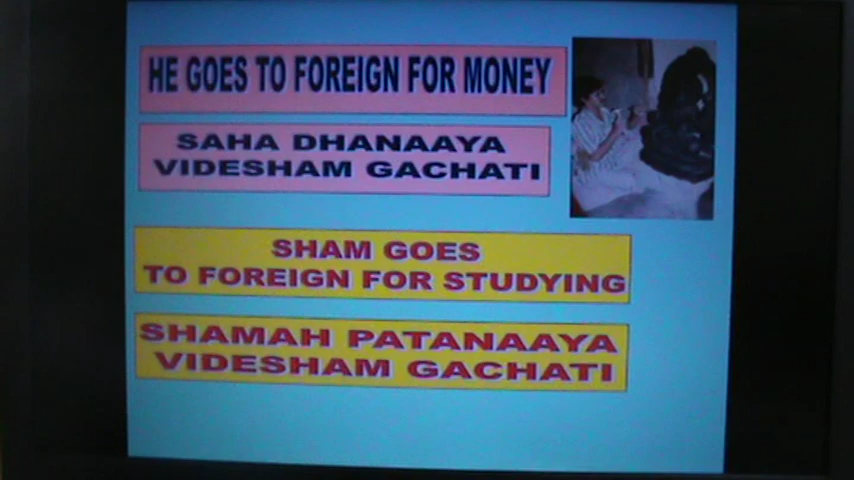 HE GOES TO FOREIGN FOR MONEY
SAHA DHANAAYA
VIDESHAM GACHATI
SHAM GOES
TO FOREIGN FOR STUDYING
SHAMAH PATANAAYA
VIDESHAM GACHATI